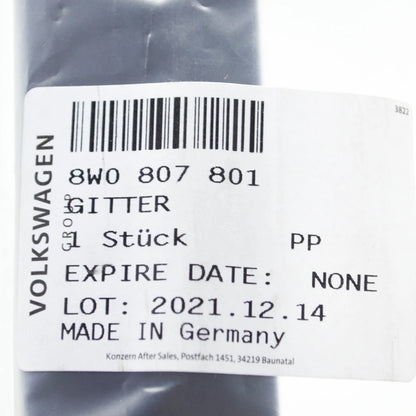 3822
VOLKSWAGEN
GROUP
8W0 807 801
GITTER
1 Stück PP
EXPIRE DATE: NONE
LOT: 2021.12.14
MADE IN Germany
Konzern After Sales, Postfach 1451, 34219 Baunatal